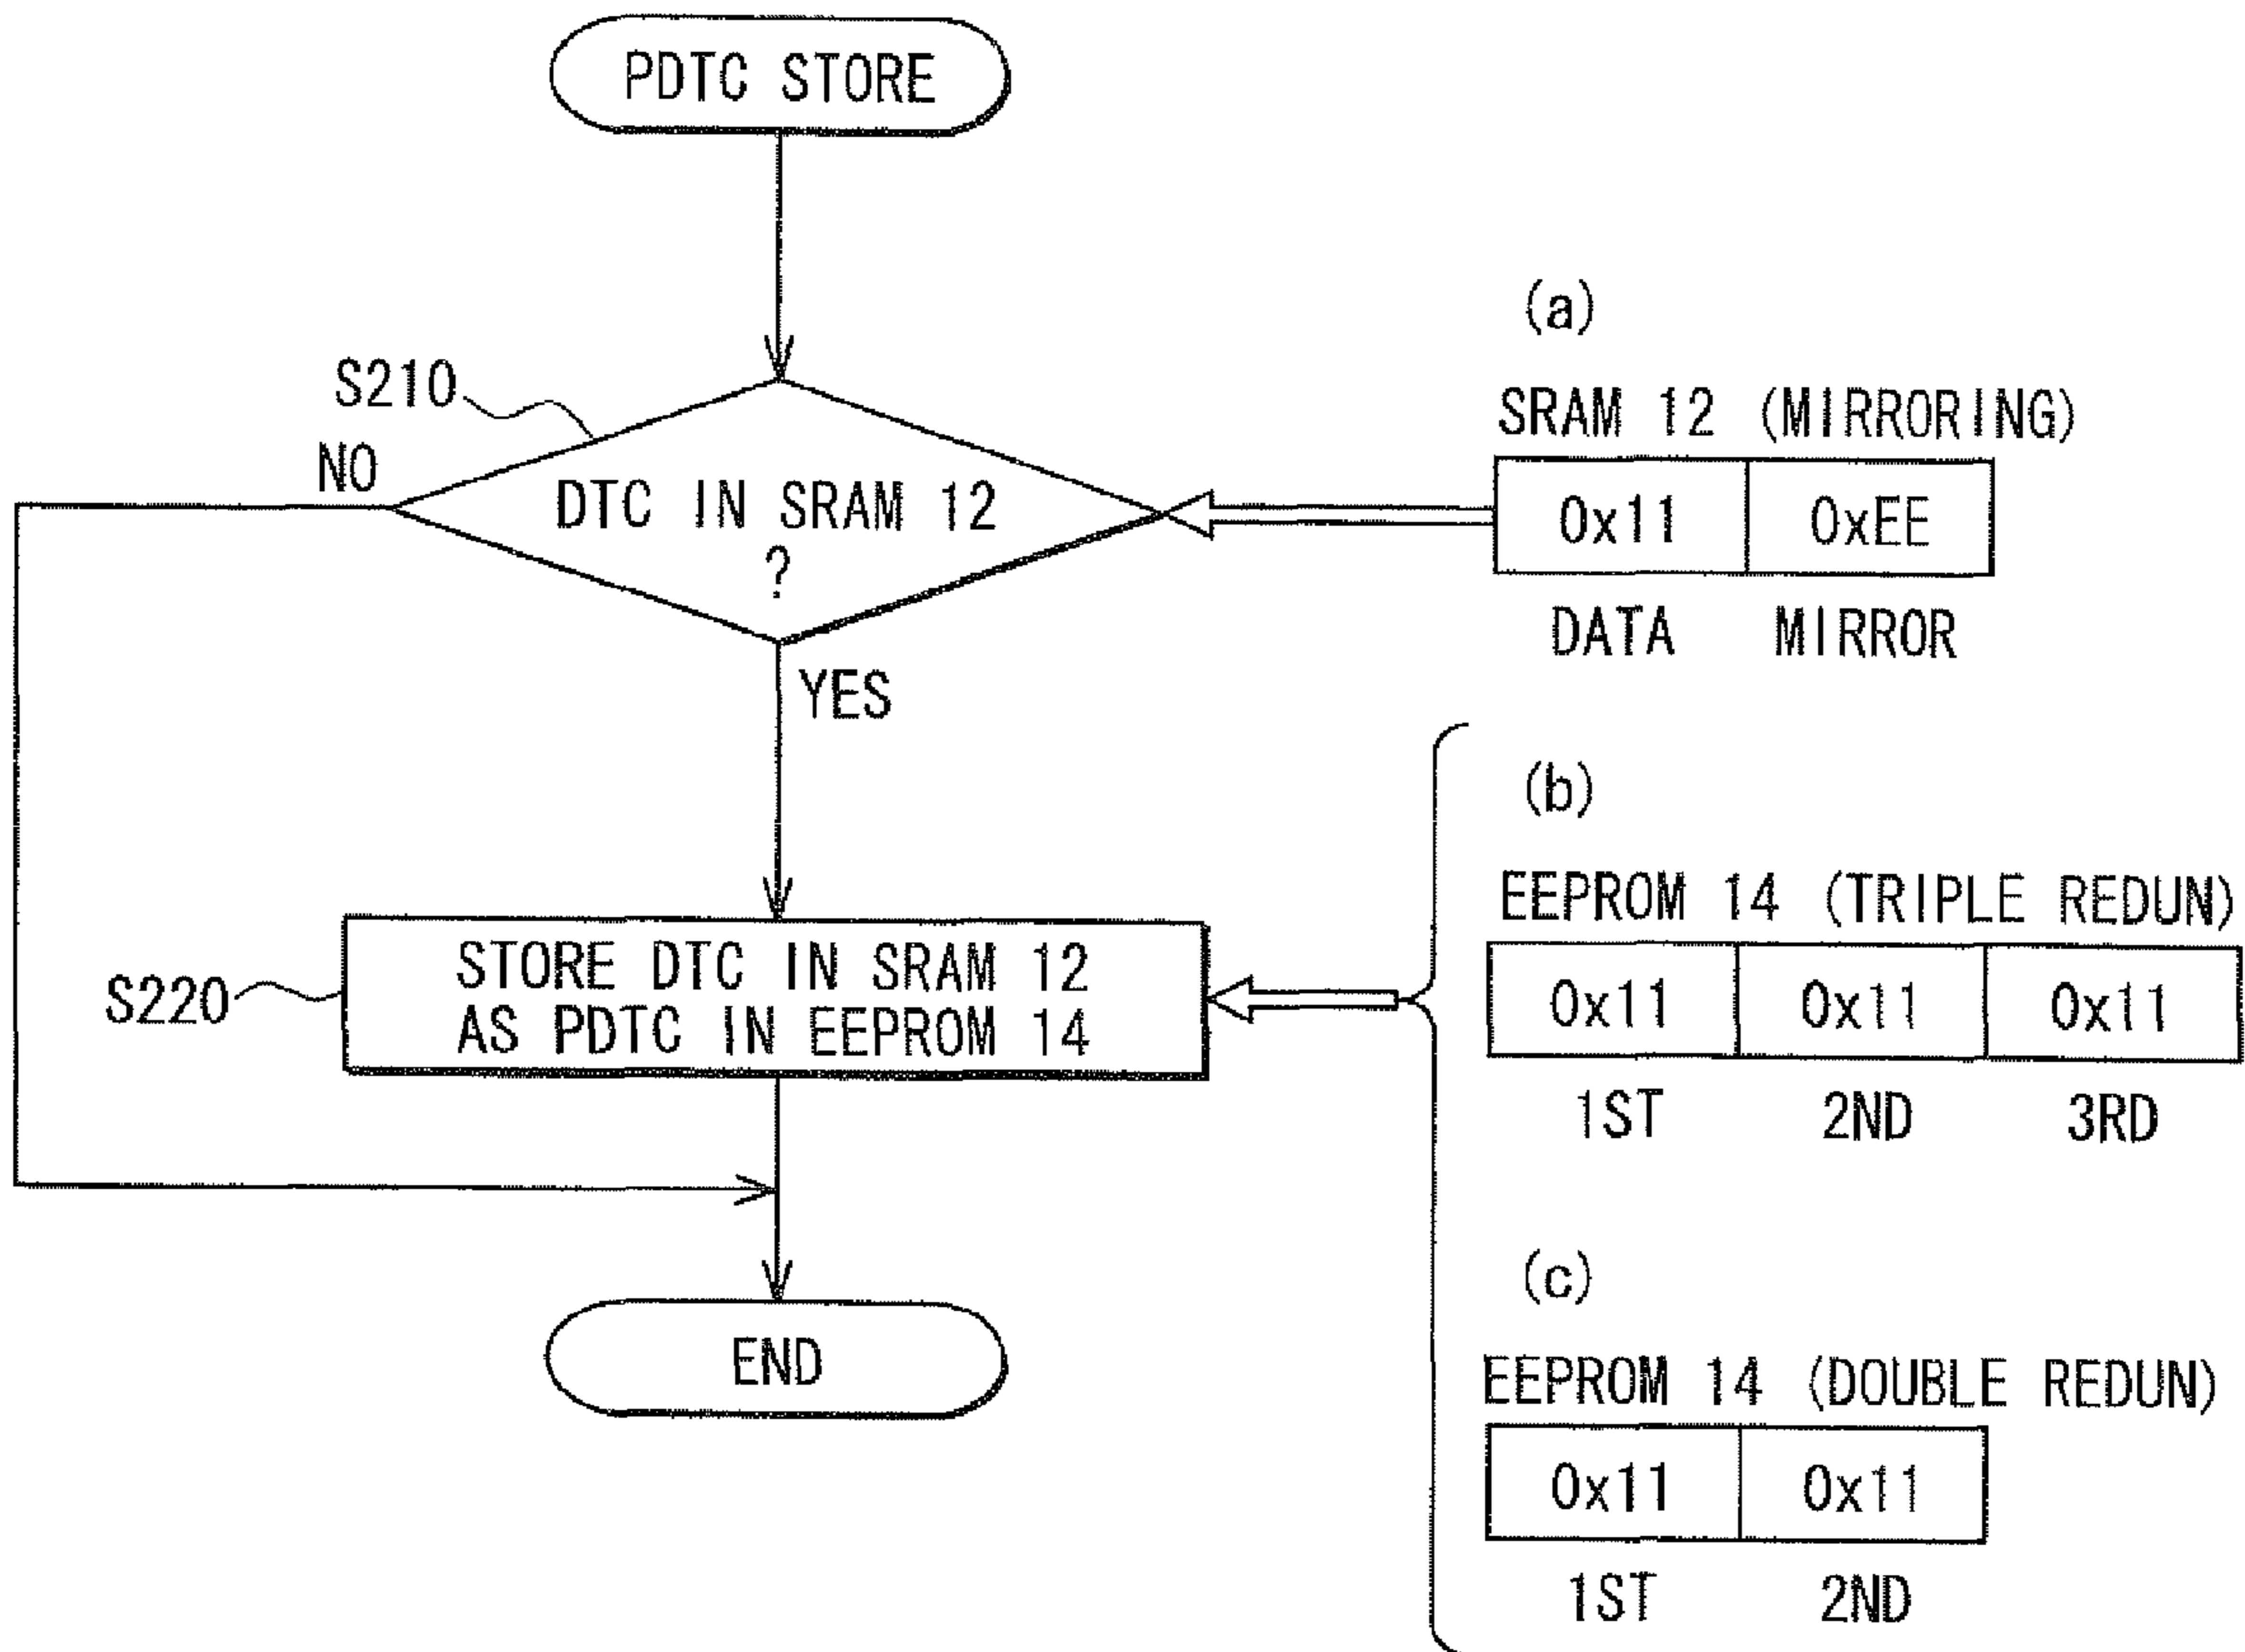 PDTC STORE
S210
NO
DTC IN SRAM 12
?
YES
S220
STORE DTC IN SRAM 12
AS PDTC IN EEPROM 14
END
(a)
SRAM 12 (MIRRORING)
0x11 0xEE
DATA MIRROR
(b)
EEPROM 14 (TRIPLE REDUN)
0x11 0x11 0x11
1ST 2ND 3RD
(c)
EEPROM 14 (DOUBLE REDUN)
0x11 0x11
1ST 2ND